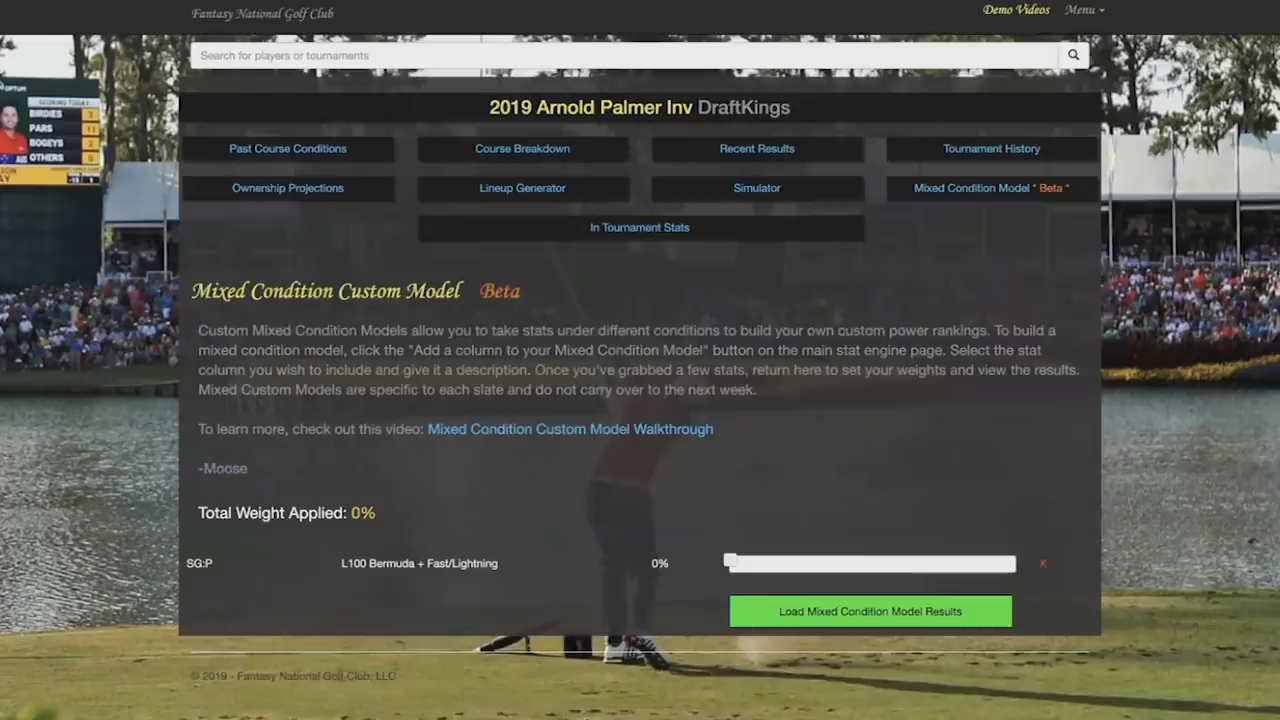 Fantasy National Golf Club
Demo Videos Menu
Search for players or tournaments
2019 Arnold Palmer Inv DraftKings
Past Course Conditions
Course Breakdown
Recent Results
Tournament History
Ownership Projections
Lineup Generator
Simulator
Mixed Condition Model * Beta *
In Tournament Stats
Mixed Condition Custom Model Beta
Custom Mixed Condition Models allow you to take stats under different conditions to build your own custom power rankings. To build a
mixed condition model, click the "Add a column to your Mixed Condition Model" button on the main stat engine page. Select the stat
column you wish to include and give it a description. Once you've grabbed a few stats, return here to set your weights and view the results.
Mixed Custom Models are specific to each slate and do not carry over to the next week.
To learn more, check out this video: Mixed Condition Custom Model Walkthrough
-Moose
Total Weight Applied: 0%
SG:P L100 Bermuda + Fast/Lightning 0% X
Load Mixed Condition Model Results
© 2019 - Fantasy National Golf Club, LLC
OPTUM
SCORING TODAY
BIRDIES 3
PARS 11
BOGEYS 2
OTHERS 0
AUS